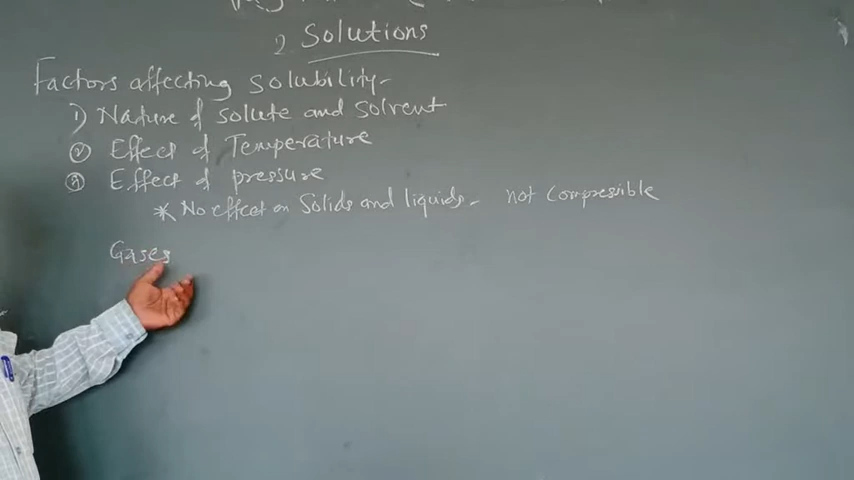 2 Solutions
Factors affecting solubility-
1) Nature of solute and solvent
② Effect of Temperature
③ Effect of pressure
* No effect on Solids and liquids - not Compressible
Gases